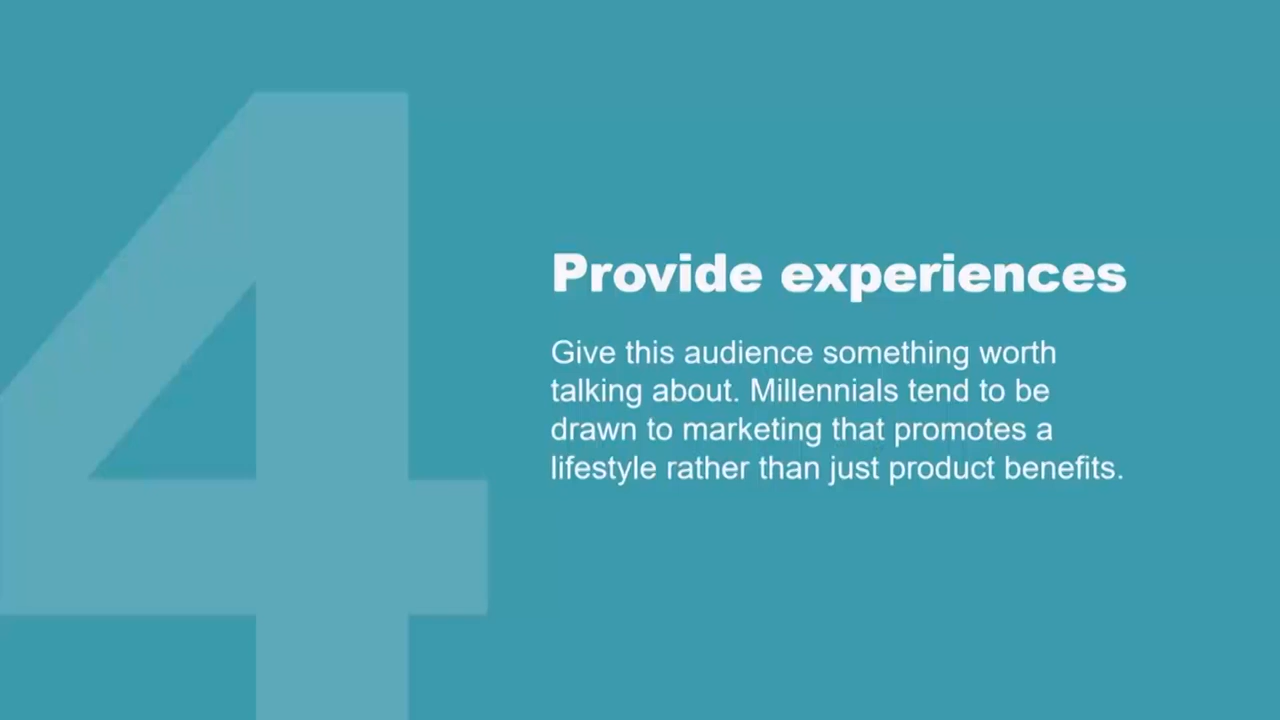 4
Provide experiences
Give this audience something worth
talking about. Millennials tend to be
drawn to marketing that promotes a
lifestyle rather than just product benefits.